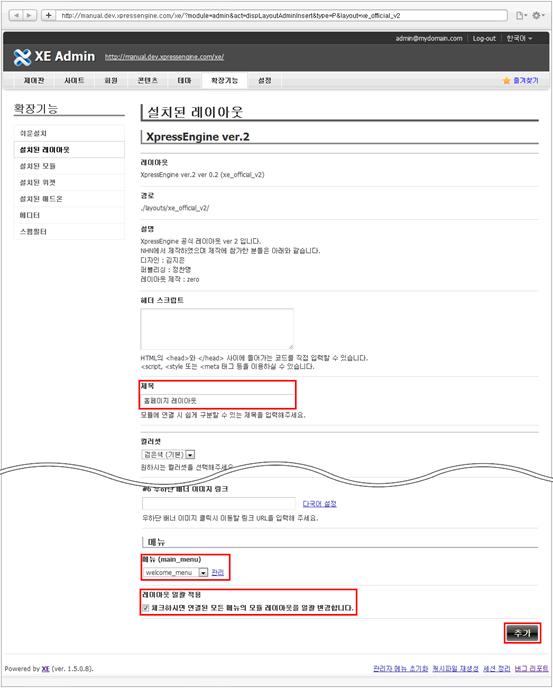 http://manual.dev.xpressengine.com/xe/?module=admin&act=dispLayoutAdminInsert&type=P&layout=xe_official_v2
admin@mydomain.com Log-out 한국어
XE Admin http://manual.dev.xpressengine.com/xe/
제어판 사이트 회원 콘텐츠 테마 확장기능 설정 즐겨찾기
확장기능
쉬운설치
설치된 레이아웃
설치된 모듈
설치된 위젯
설치된 애드온
에디터
스팸필터
설치된 레이아웃
XpressEngine ver.2
레이아웃
XpressEngine ver.2 ver 0.2 (xe_official_v2)
경로
./layouts/xe_official_v2/
설명
XpressEngine 공식 레이아웃 ver 2 입니다.
NHN에서 제작하였으며 제작에 참가한 분들은 아래와 같습니다.
디자인 : 김지은
퍼블리싱 : 정찬명
레이아웃 제작 : zero
헤더 스크립트
HTML의 <head>와 </head> 사이에 들어가는 코드를 직접 입력할 수 있습니다.
<script, <style 또는 <meta 태그 등을 이용하실 수 있습니다.
제목
홈페이지 레이아웃
모듈에 연결 시 쉽게 구분할 수 있는 제목을 입력해주세요.
컬러셋
검은색 (기본)
원하시는 컬러셋을 선택해주세요
#6 우하단 배너 이미지 링크
다국어 설정
우하단 배너 이미지 클릭시 이동할 링크 URL을 입력해 주세요.
메뉴
메뉴 (main_menu)
welcome_menu 관리
레이아웃 일괄 적용
체크하시면 연결된 모든 메뉴의 모듈 레이아웃을 일괄 변경합니다.
추가
Powered by XE (ver. 1.5.0.8). 관리자 메뉴 초기화 캐시파일 재생성 세션 정리 버그 리포트